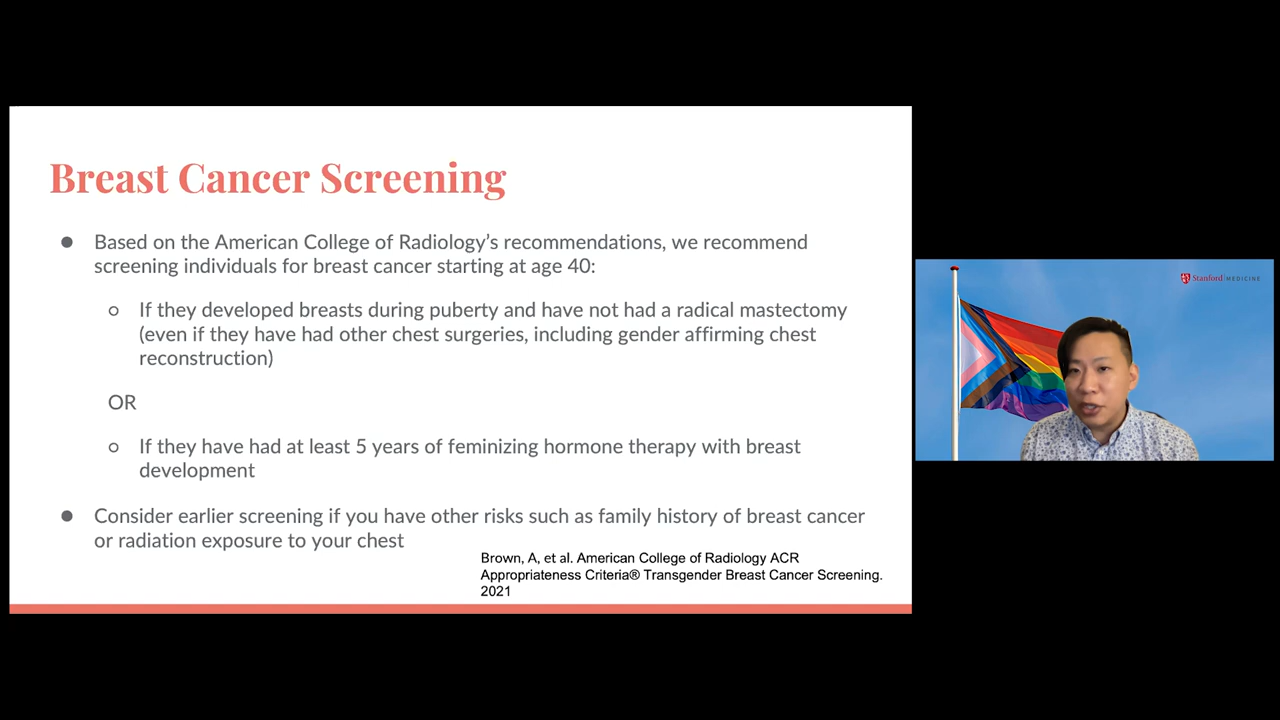 Breast Cancer Screening
● Based on the American College of Radiology's recommendations, we recommend
screening individuals for breast cancer starting at age 40:
○ If they developed breasts during puberty and have not had a radical mastectomy
(even if they have had other chest surgeries, including gender affirming chest
reconstruction)
OR
○ If they have had at least 5 years of feminizing hormone therapy with breast
development
● Consider earlier screening if you have other risks such as family history of breast cancer
or radiation exposure to your chest
Brown, A, et al. American College of Radiology ACR
Appropriateness Criteria® Transgender Breast Cancer Screening.
2021
Stanford MEDICINE